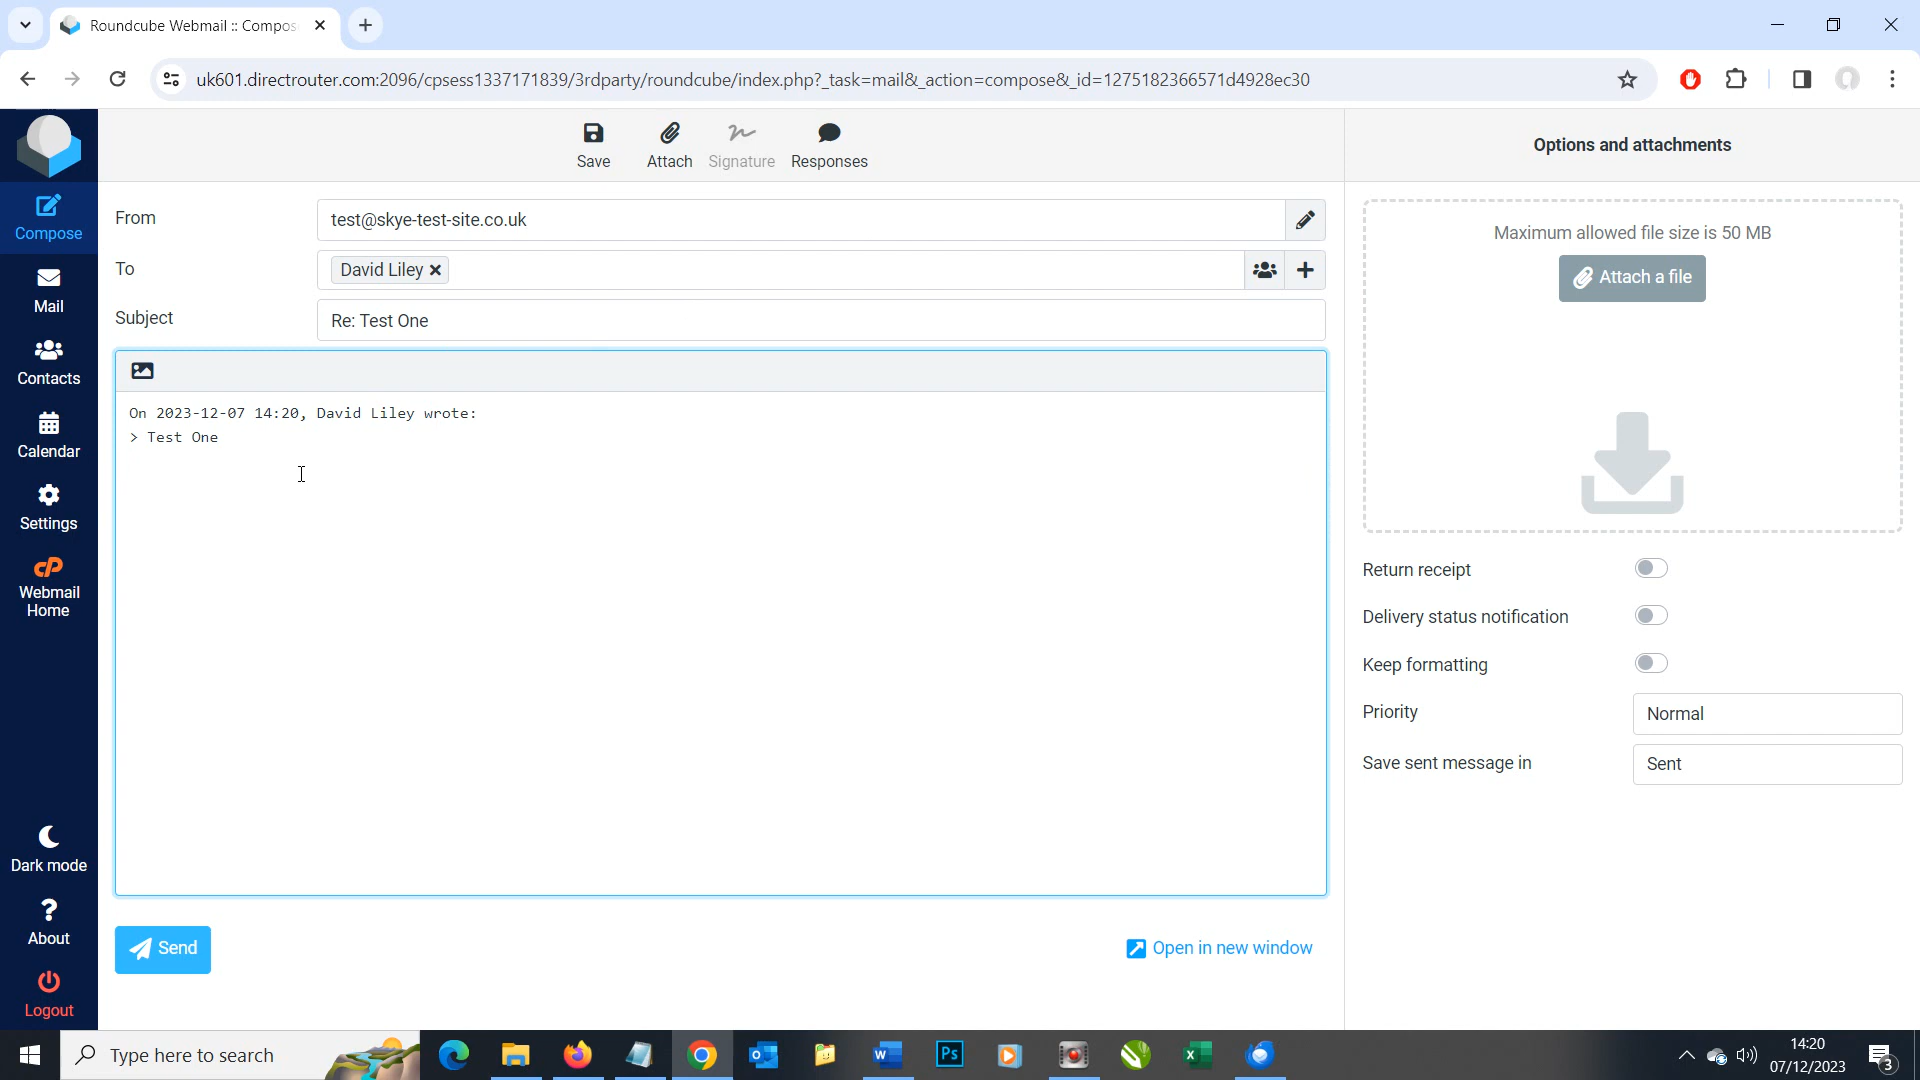 Roundcube Webmail :: Compos
uk601.directrouter.com:2096/cpsess1337171839/3rdparty/roundcube/index.php?_task=mail&_action=compose&_id=1275182366571d4928ec30
Save
Attach
Signature
Responses
Options and attachments
Compose
Mail
Contacts
Calendar
Settings
cP
Webmail
Home
Dark mode
?
About
Logout
From
test@skye-test-site.co.uk
To
David Liley
Subject
Re: Test One
On 2023-12-07 14:20, David Liley wrote:
> Test One
Send
Open in new window
Maximum allowed file size is 50 MB
Attach a file
Return receipt
Delivery status notification
Keep formatting
Priority
Normal
Save sent message in
Sent
Type here to search
Ps
14:20
07/12/2023
3